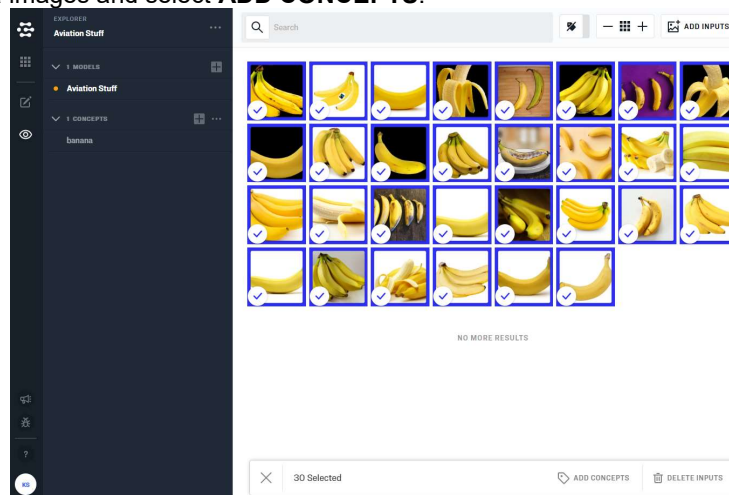 images and select ADD CONCEPTS.
EXPLORER
Aviation Stuff
1 MODELS
Aviation Stuff
1 CONCEPTS
banana
Search
ADD INPUTS
NO MORE RESULTS
?
KS
30 Selected
ADD CONCEPTS
DELETE INPUTS